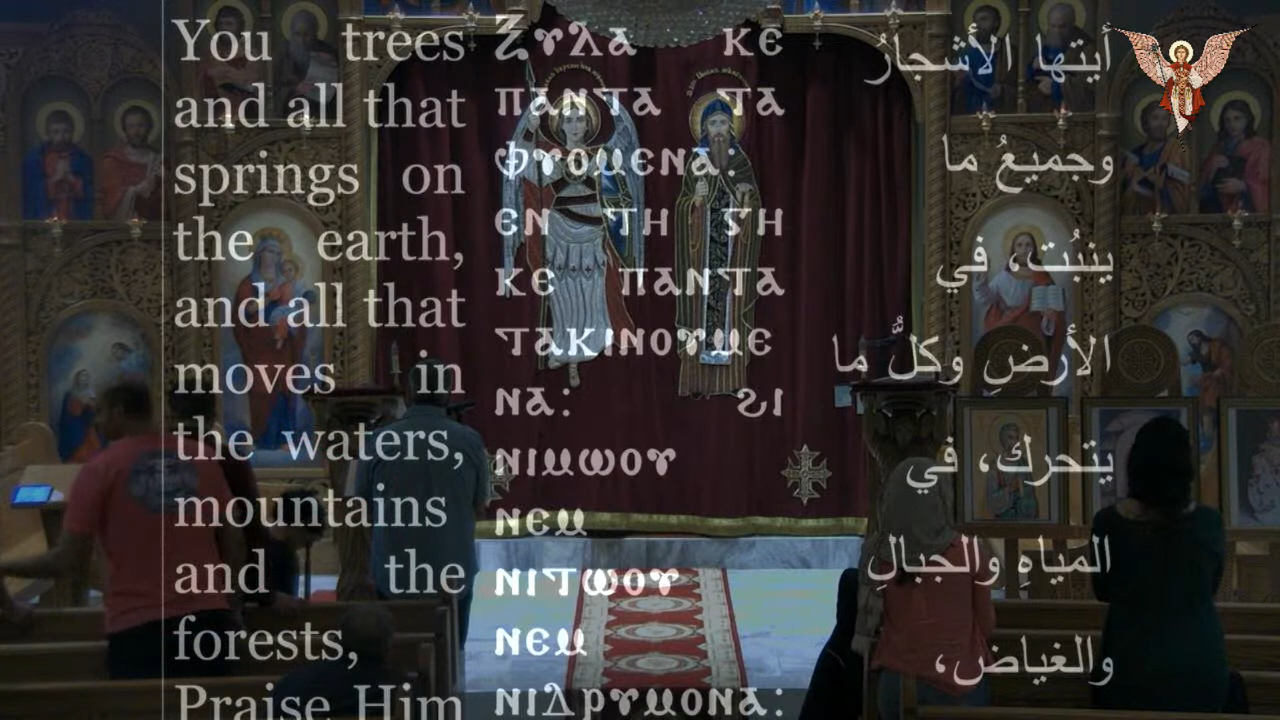 You trees
and all that
springs on
the earth,
and all that
moves in
the waters,
mountains
and the
forests,
Praise Him
Ⲝⲩⲗⲁ ⲕⲉ
ⲡⲁⲛⲧⲁ ⲧⲁ
ⲫⲩⲟⲙⲉⲛⲁ:
ⲉⲛ ⲧⲏ ⲅⲏ
ⲕⲉ ⲡⲁⲛⲧⲁ
ⲧⲁⲕⲓⲛⲟⲩⲙⲉ
ⲛⲁ: ϩⲓ
ⲛⲓⲙⲱⲟⲩ
ⲛⲉⲙ
ⲛⲓⲧⲱⲟⲩ
ⲛⲉⲙ
ⲛⲓⲇⲣⲩⲙⲟⲛⲁ:
أيتها الأشجارُ
وجميعُ ما
ينبُت، في
الأرضِ وكلُّ ما
يتحرك، في
المياهِ والجبالِ
والغياض،